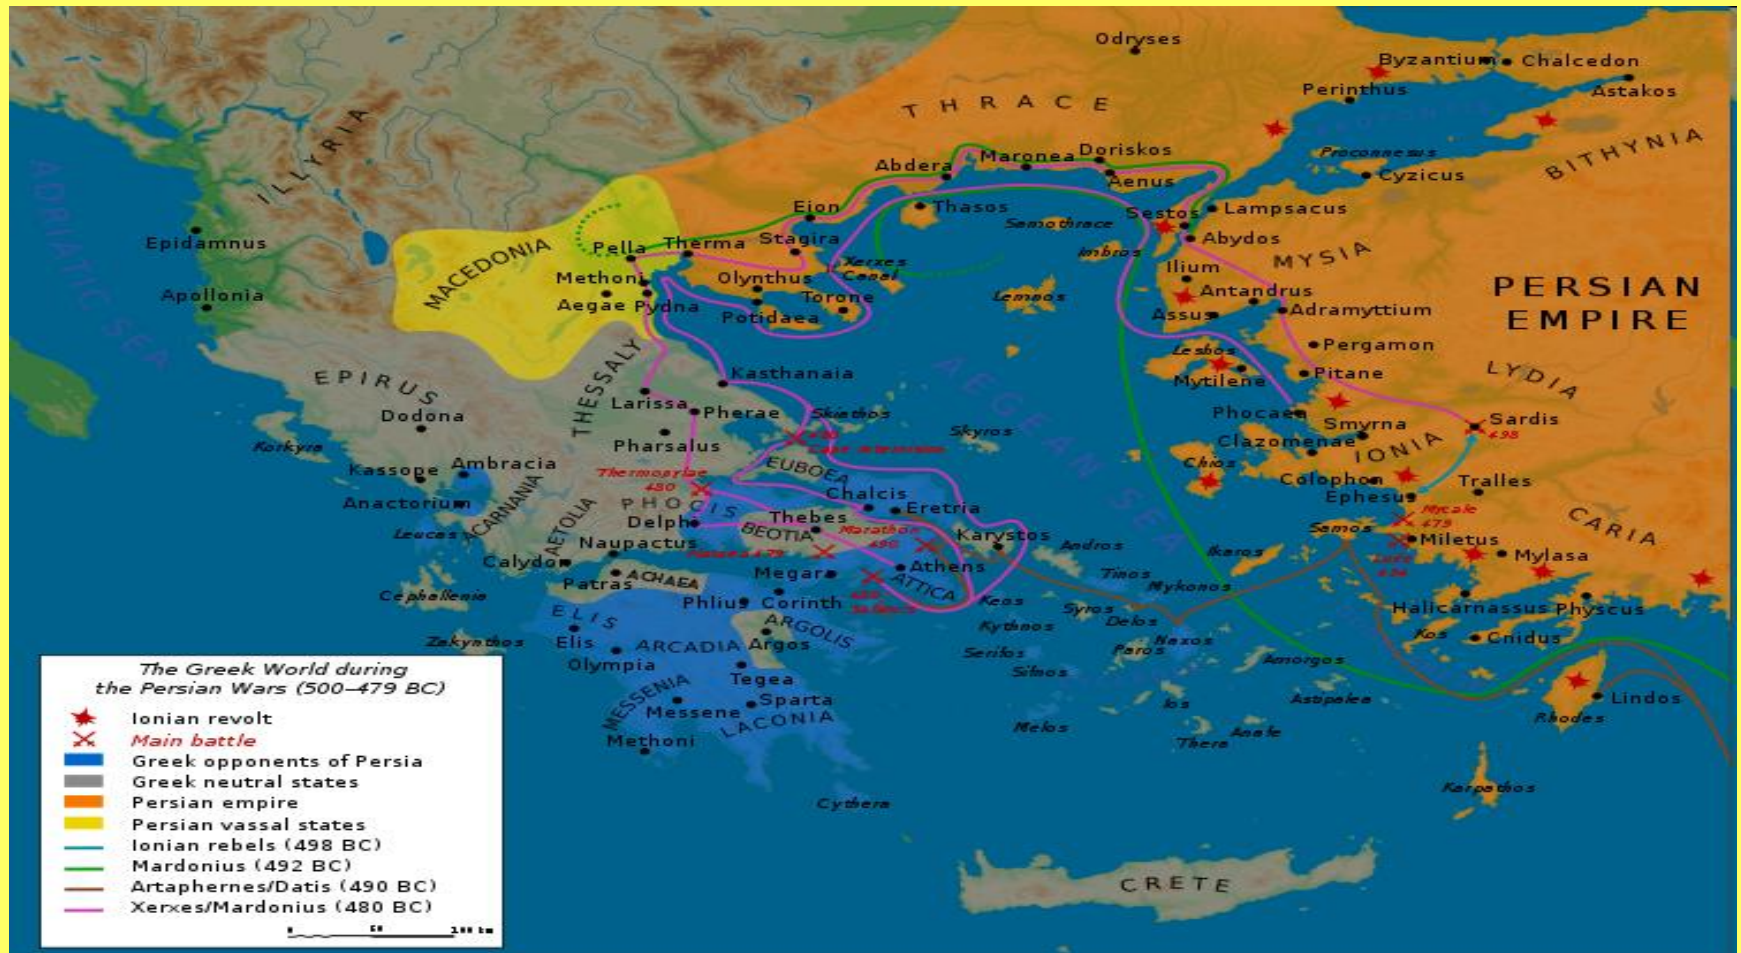 Odryses
Byzantium
Chalcedon
Perinthus
Astakos
THRACE
PROPONTIS
BITHYNIA
ILLYRIA
ADRIATIC SEA
Abdera
Maronea
Doriskos
Aenus
Proconnesus
Cyzicus
Eion
Thasos
Samothrace
Sestos
Lampsacus
Abydos
Imbros
Epidamnus
Pella
Therma
Stagira
MACEDONIA
Xerxes
Canal
MYSIA
Ilium
Methoni
Olynthus
Antandrus
PERSIAN
EMPIRE
Apollonia
Aegae
Pydna
Potidaea
Torone
Lemnos
Assus
Adramyttium
Pergamon
Lesbos
Mytilene
Pitane
LYDIA
EPIRUS
THESSALY
Kasthanaia
AEGEAN SEA
Dodona
Larissa
Pherae
Skiathos
Phocaea
Smyrna
Sardis
498
Korkyra
Pharsalus
Skyros
Clazomenae
IONIA
Kassope
Ambracia
Thermopylae
480
EUBOEA
Chios
Colophon
Tralles
Anactorium
ACARNANIA
AETOLIA
PHOCIS
Chalcis
Eretria
Ephesus
Mycale
479
CARIA
Leucas
Delphi
Thebes
BEOTIA
Marathon
490
Karystos
Samos
Miletus
Naupactus
Andros
Ikaros
Mylasa
Calydon
Patras
ACHAEA
Megara
Athens
ATTICA
Tinos
Mykonos
Cephallenia
Phlius
Corinth
Keos
Syros
Delos
Halicarnassus
Physcus
ELIS
Elis
ARCADIA
Argos
ARGOLIS
Kythnos
Naxos
Paros
Kos
Cnidus
Zakynthos
Olympia
Serifos
Sifnos
Amorgos
Tegea
MESSENIA
Messene
Sparta
LACONIA
Ios
Astipalea
Lindos
Rhodes
Methoni
Melos
Thera
Anafe
Karpathos
Cythera
CRETE
The Greek World during
the Persian Wars (500–479 BC)
Ionian revolt
Main battle
Greek opponents of Persia
Greek neutral states
Persian empire
Persian vassal states
Ionian rebels (498 BC)
Mardonius (492 BC)
Artaphernes/Datis (490 BC)
Xerxes/Mardonius (480 BC)